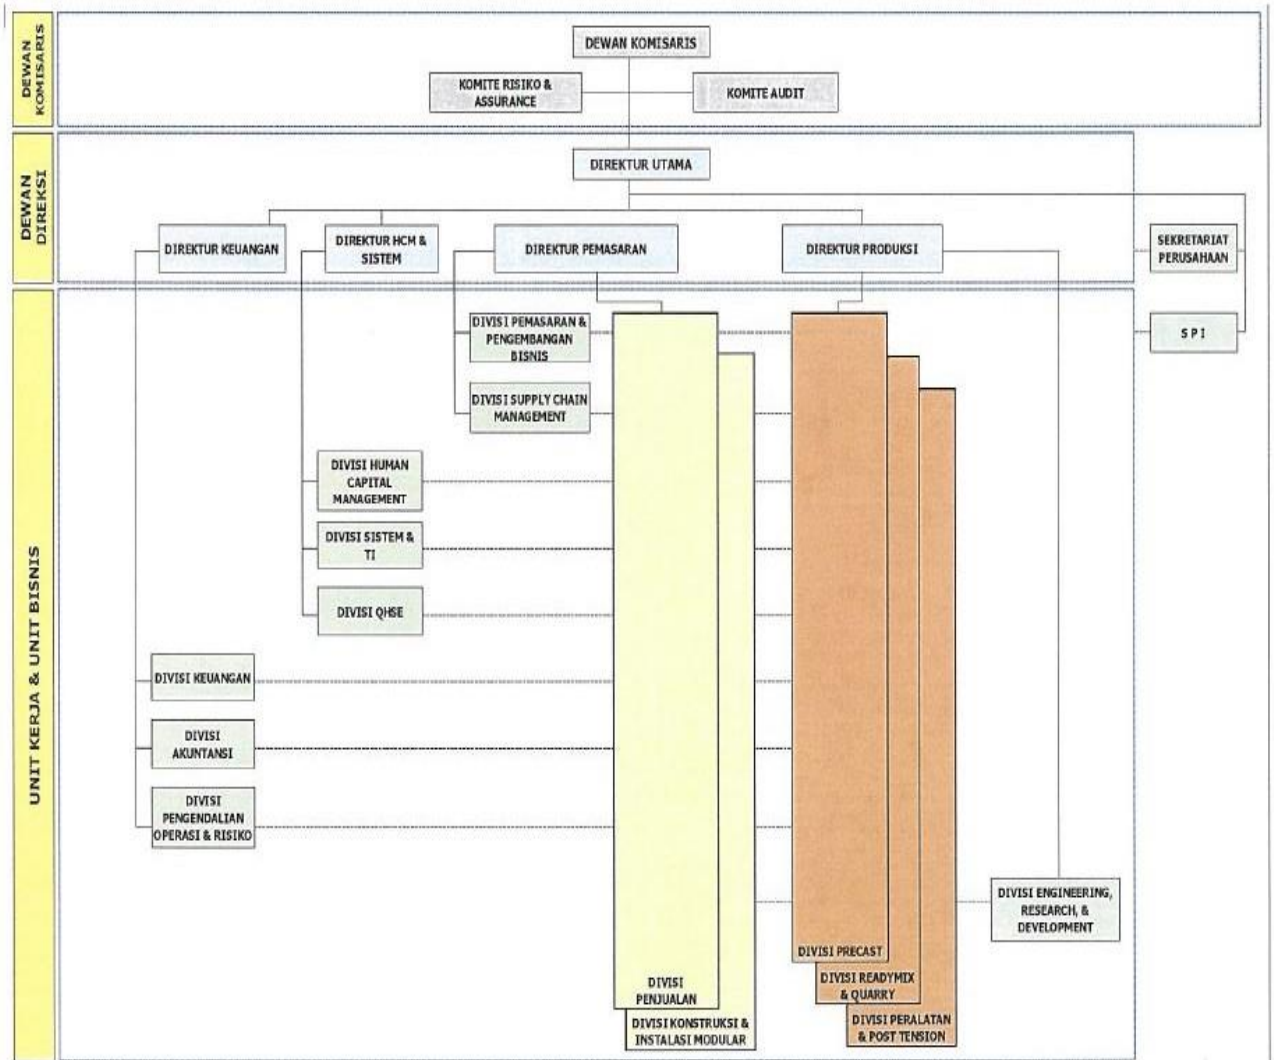 DEWAN
KOMISARIS
DEWAN KOMISARIS
KOMITE RISIKO &
ASSURANCE
KOMITE AUDIT
DEWAN
DIREKSI
DIREKTUR UTAMA
DIREKTUR KEUANGAN
DIREKTUR HCM &
SISTEM
DIREKTUR PEMASARAN
DIREKTUR PRODUKSI
SEKRETARIAT
PERUSAHAAN
UNIT KERJA & UNIT BISNIS
DIVISI PEMASARAN &
PENGEMBANGAN
BISNIS
S P I
DIVISI SUPPLY CHAIN
MANAGEMENT
DIVISI HUMAN
CAPITAL
MANAGEMENT
DIVISI SISTEM &
TI
DIVISI QHSE
DIVISI KEUANGAN
DIVISI
AKUNTANSI
DIVISI
PENGENDALIAN
OPERASI & RISIKO
DIVISI ENGINEERING,
RESEARCH, &
DEVELOPMENT
DIVISI
PENJUALAN
DIVISI KONSTRUKSI &
INSTALASI MODULAR
DIVISI PRECAST
DIVISI READYMIX
& QUARRY
DIVISI PERALATAN
& POST TENSION